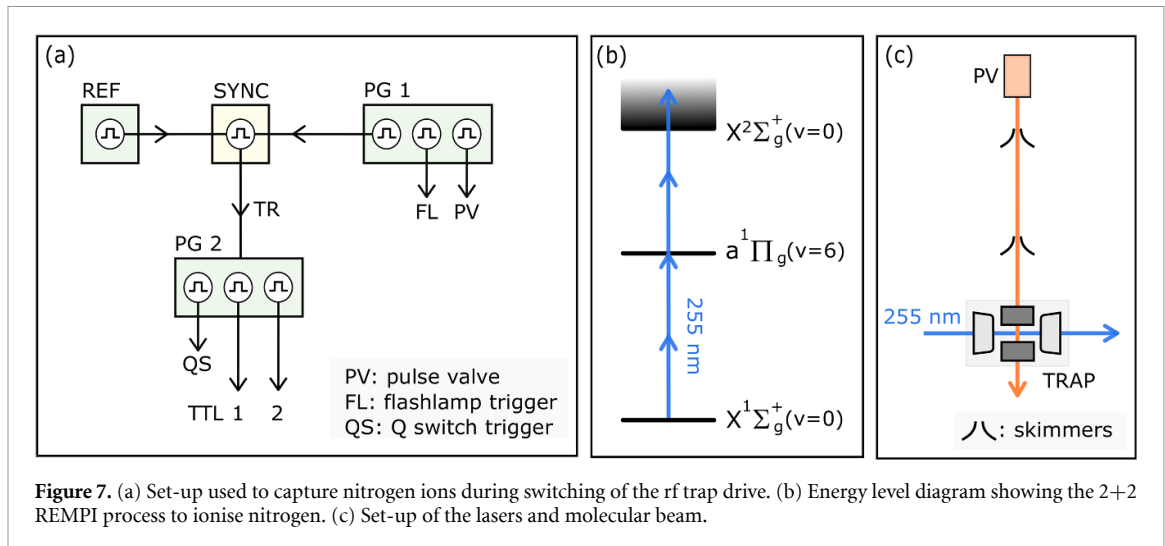 (a)
REF
SYNC
PG 1
FL
PV
TR
PG 2
QS
TTL 1
2
PV: pulse valve
FL: flashlamp trigger
QS: Q switch trigger
(b)
X²Σg⁺(v=0)
a¹Πg(v=6)
255 nm
X¹Σg⁺(v=0)
(c)
PV
255 nm
TRAP
: skimmers
Figure 7. (a) Set-up used to capture nitrogen ions during switching of the rf trap drive. (b) Energy level diagram showing the 2+2
REMPI process to ionise nitrogen. (c) Set-up of the lasers and molecular beam.